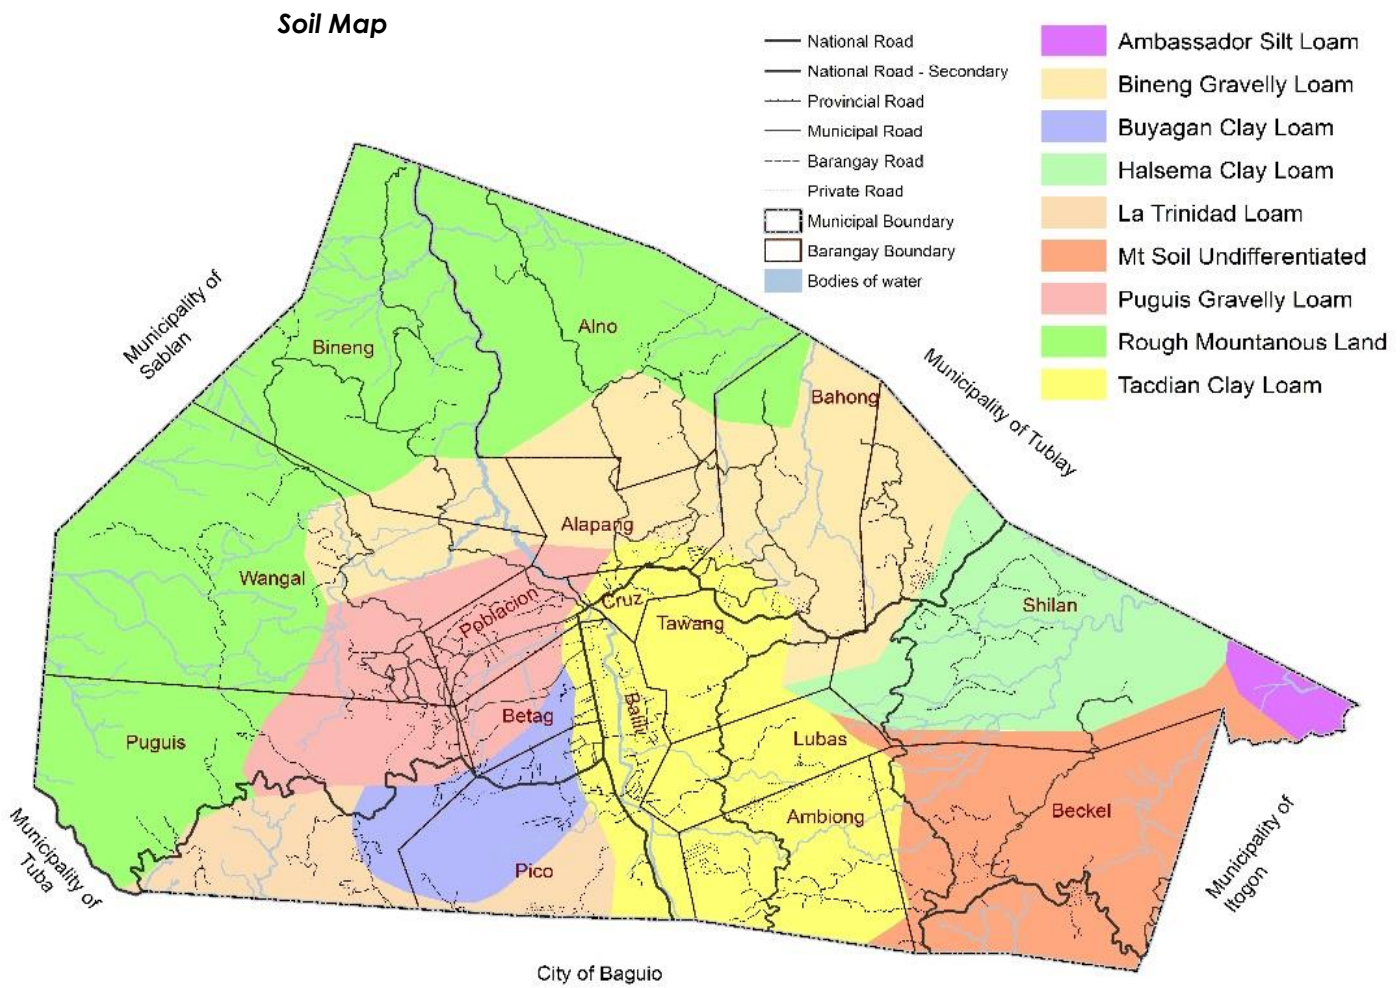 Soil Map
National Road
National Road - Secondary
Provincial Road
Municipal Road
Barangay Road
Private Road
Municipal Boundary
Barangay Boundary
Bodies of water
Ambassador Silt Loam
Bineng Gravelly Loam
Buyagan Clay Loam
Halsema Clay Loam
La Trinidad Loam
Mt Soil Undifferentiated
Puguis Gravelly Loam
Rough Mountanous Land
Tacdian Clay Loam
Municipality of
Sablan
Bineng
Alno
Bahong
Municipality of Tublay
Alapang
Wangal
Poblacion
Cruz
Tawang
Shilan
Puguis
Betag
Balili
Lubas
Ambiong
Beckel
Pico
Municipality of
Tuba
Municipality of
Itogon
City of Baguio